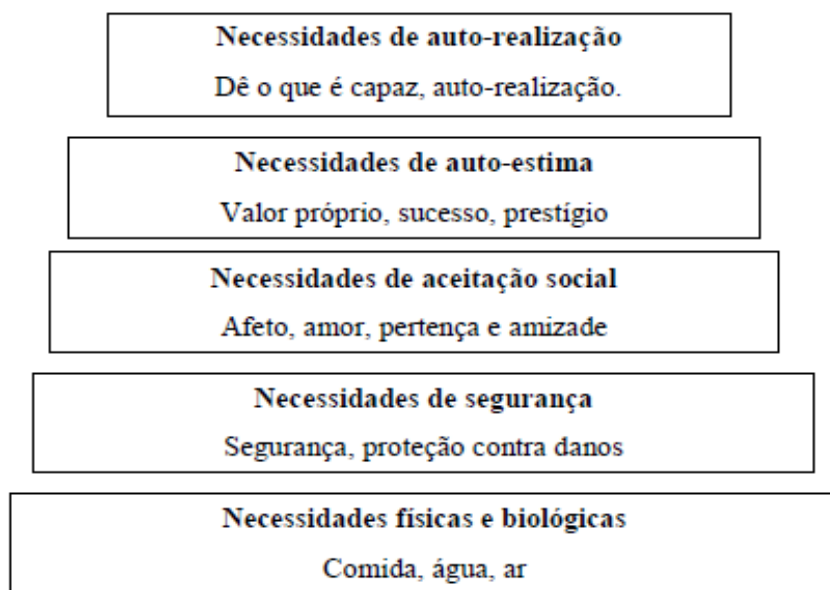 Necessidades de auto-realização
Dê o que é capaz, auto-realização.
Necessidades de auto-estima
Valor próprio, sucesso, prestígio
Necessidades de aceitação social
Afeto, amor, pertença e amizade
Necessidades de segurança
Segurança, proteção contra danos
Necessidades físicas e biológicas
Comida, água, ar